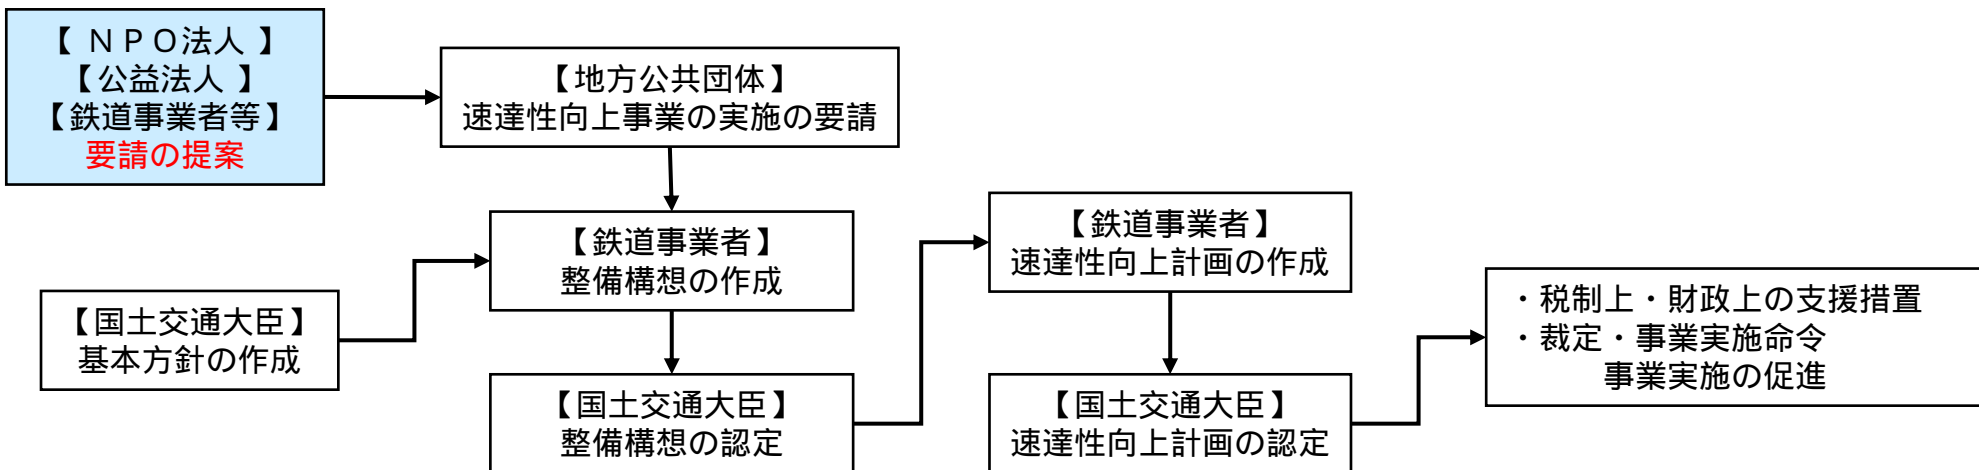 【 ＮＰＯ法人 】
【公益法人 】
【鉄道事業者等】
要請の提案
【地方公共団体】
速達性向上事業の実施の要請
【鉄道事業者】
整備構想の作成
【国土交通大臣】
基本方針の作成
【国土交通大臣】
整備構想の認定
【鉄道事業者】
速達性向上計画の作成
【国土交通大臣】
速達性向上計画の認定
・税制上・財政上の支援措置
・裁定・事業実施命令
事業実施の促進